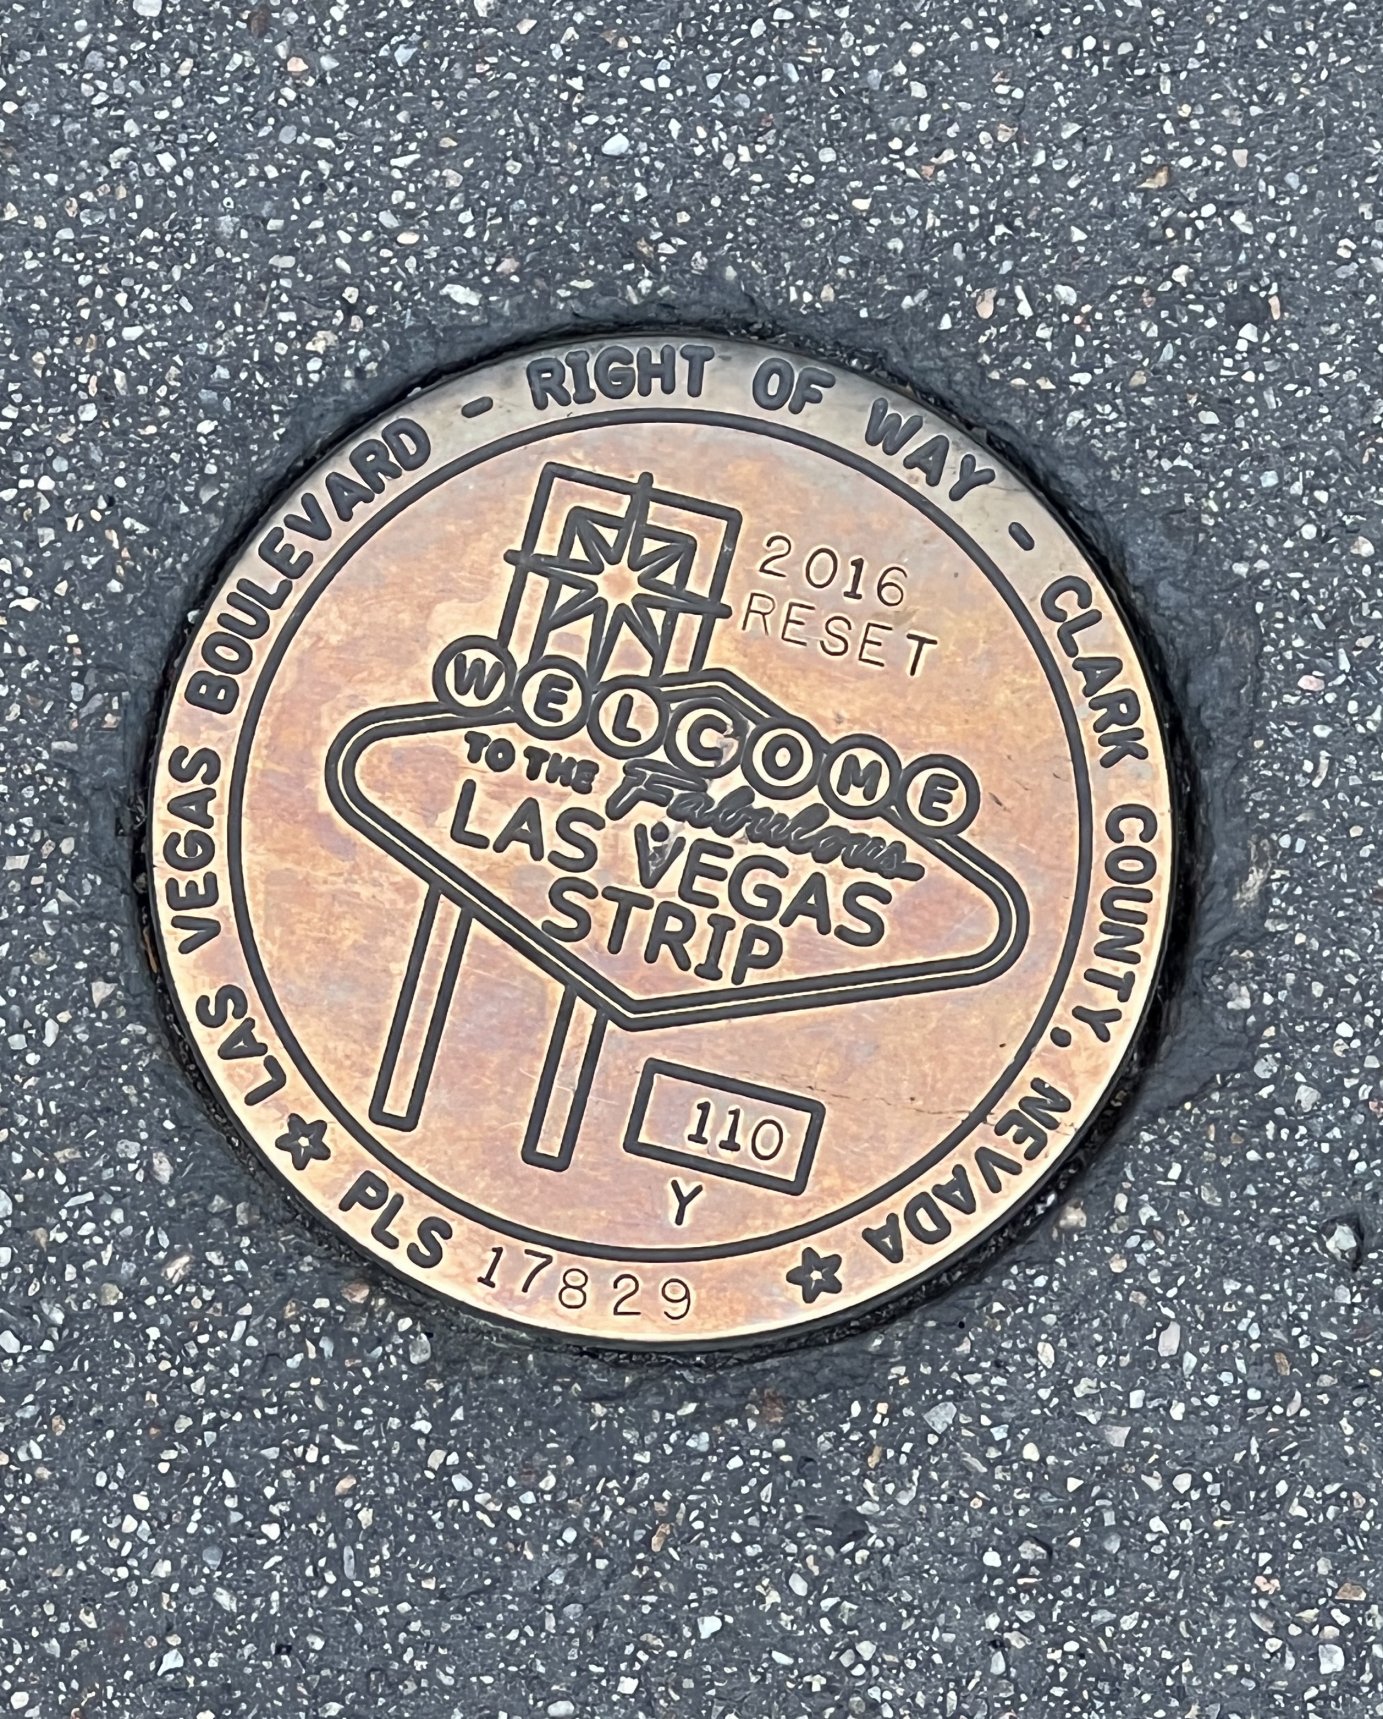 LAS VEGAS BOULEVARD - RIGHT OF WAY - CLARK COUNTY, NEVADA
2016
RESET
WELCOME
TO THE Fabulous
LAS VEGAS
STRIP
110
Y
PLS 17829